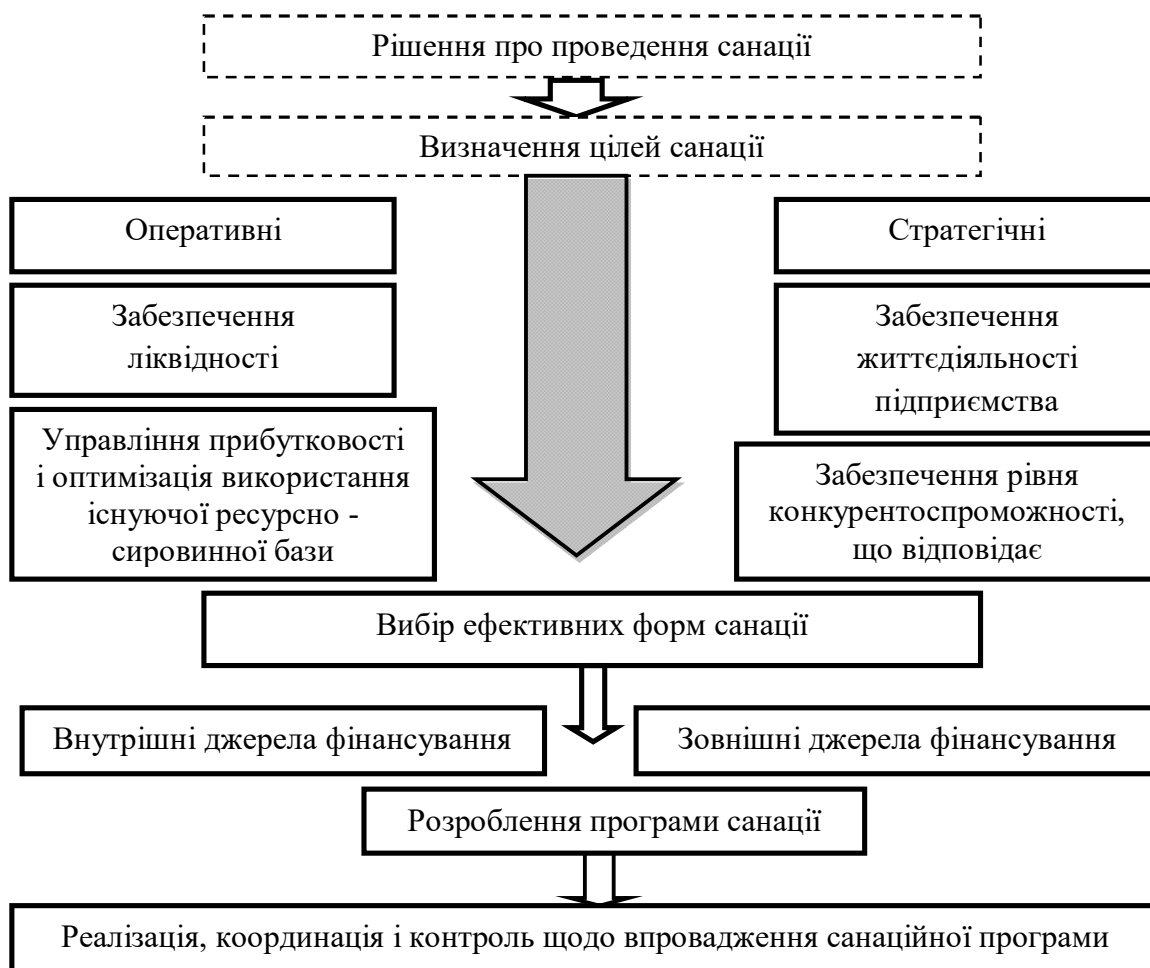 Рішення про проведення санації
Визначення цілей санації
Оперативні
Стратегічні
Забезпечення
ліквідності
Забезпечення
життєдіяльності
підприємства
Управління прибутковості
і оптимізація використання
існуючої ресурсно -
сировинної бази
Забезпечення рівня
конкурентоспроможності,
що відповідає
Вибір ефективних форм санації
Внутрішні джерела фінансування
Зовнішні джерела фінансування
Розроблення програми санації
Реалізація, координація і контроль щодо впровадження санаційної програми